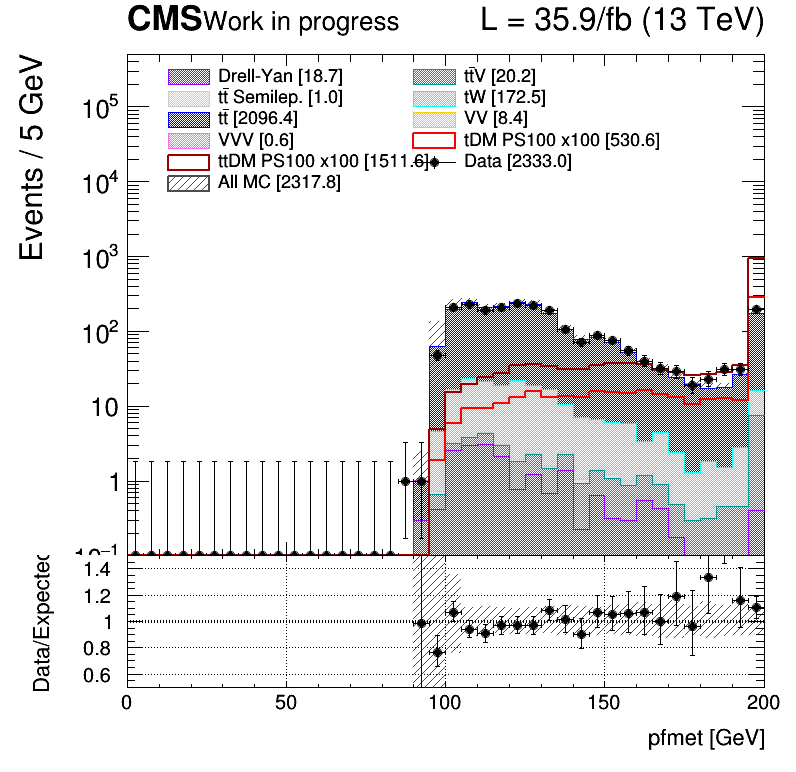 CMS Work in progress L = 35.9/fb (13 TeV)
Events / 5 GeV
Drell-Yan [18.7] tt̄V [20.2]
tt̄ Semilep. [1.0] tW [172.5]
tt̄ [2096.4] VV [8.4]
VVV [0.6] tDM PS100 x100 [530.6]
ttDM PS100 x100 [1511.6] Data [2333.0]
All MC [2317.8]
10⁵
10⁴
10³
10²
10
1
10⁻¹
Data/Expected
1.4
1.2
1
0.8
0.6
0 50 100 150 200
pfmet [GeV]